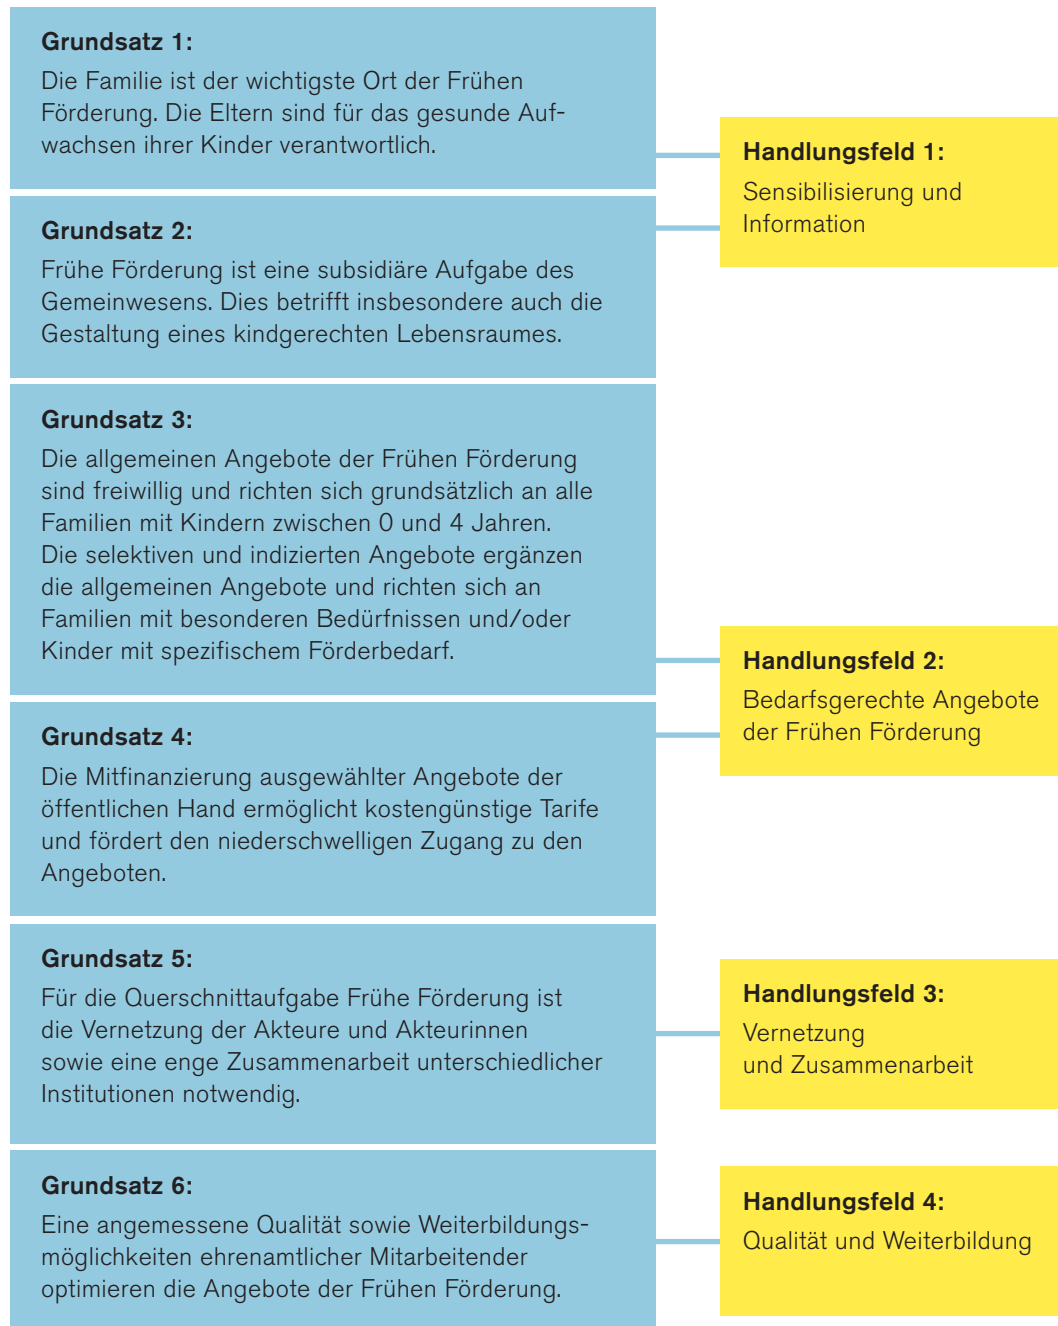 Grundsatz 1:
Die Familie ist der wichtigste Ort der Frühen
Förderung. Die Eltern sind für das gesunde Auf-
wachsen ihrer Kinder verantwortlich.
Handlungsfeld 1:
Sensibilisierung und
Information
Grundsatz 2:
Frühe Förderung ist eine subsidiäre Aufgabe des
Gemeinwesens. Dies betrifft insbesondere auch die
Gestaltung eines kindgerechten Lebensraumes.
Grundsatz 3:
Die allgemeinen Angebote der Frühen Förderung
sind freiwillig und richten sich grundsätzlich an alle
Familien mit Kindern zwischen 0 und 4 Jahren.
Die selektiven und indizierten Angebote ergänzen
die allgemeinen Angebote und richten sich an
Familien mit besonderen Bedürfnissen und/oder
Kinder mit spezifischem Förderbedarf.
Handlungsfeld 2:
Bedarfsgerechte Angebote
der Frühen Förderung
Grundsatz 4:
Die Mitfinanzierung ausgewählter Angebote der
öffentlichen Hand ermöglicht kostengünstige Tarife
und fördert den niederschwelligen Zugang zu den
Angeboten.
Grundsatz 5:
Für die Querschnittaufgabe Frühe Förderung ist
die Vernetzung der Akteure und Akteurinnen
sowie eine enge Zusammenarbeit unterschiedlicher
Institutionen notwendig.
Handlungsfeld 3:
Vernetzung
und Zusammenarbeit
Grundsatz 6:
Eine angemessene Qualität sowie Weiterbildungs-
möglichkeiten ehrenamtlicher Mitarbeitender
optimieren die Angebote der Frühen Förderung.
Handlungsfeld 4:
Qualität und Weiterbildung